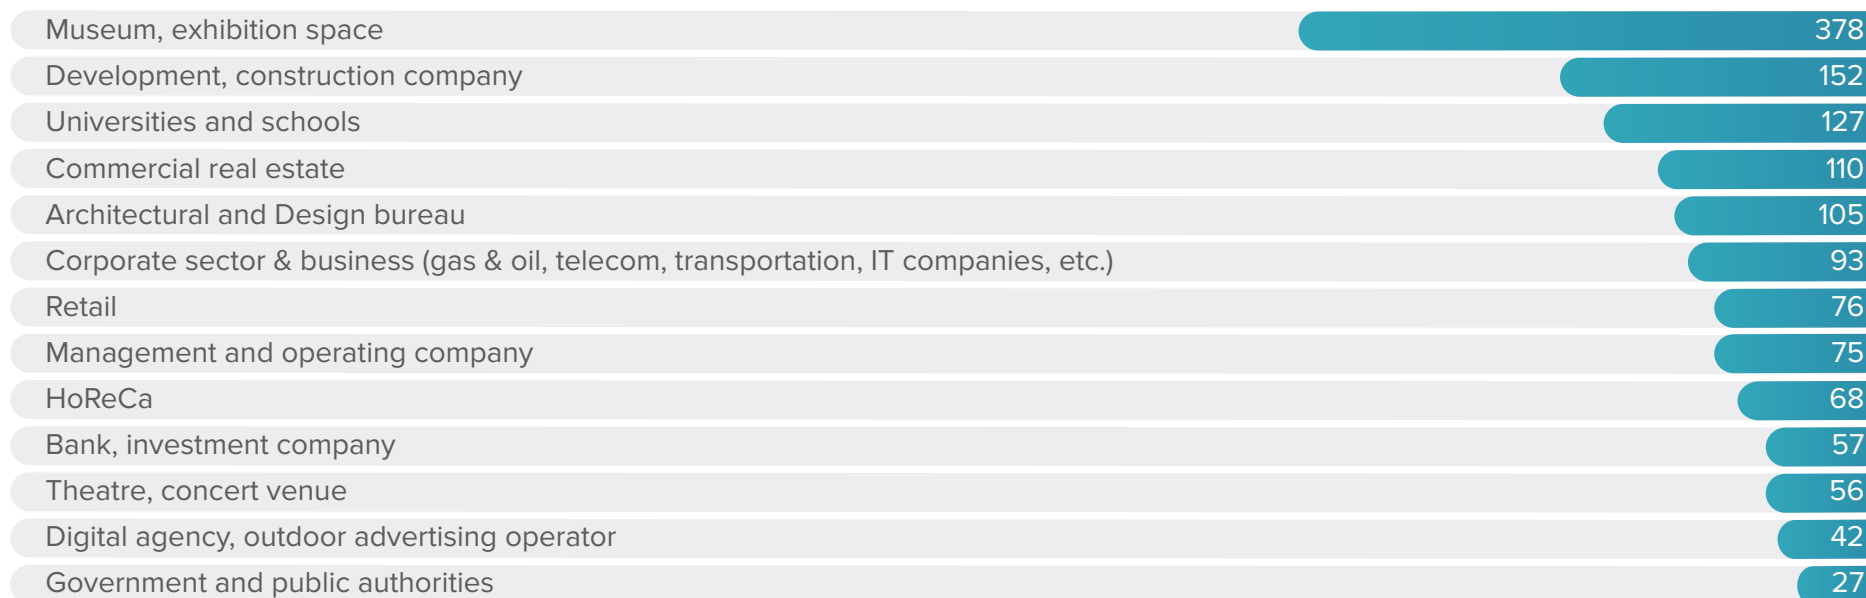 Museum, exhibition space 378
Development, construction company 152
Universities and schools 127
Commercial real estate 110
Architectural and Design bureau 105
Corporate sector & business (gas & oil, telecom, transportation, IT companies, etc.) 93
Retail 76
Management and operating company 75
HoReCa 68
Bank, investment company 57
Theatre, concert venue 56
Digital agency, outdoor advertising operator 42
Government and public authorities 27